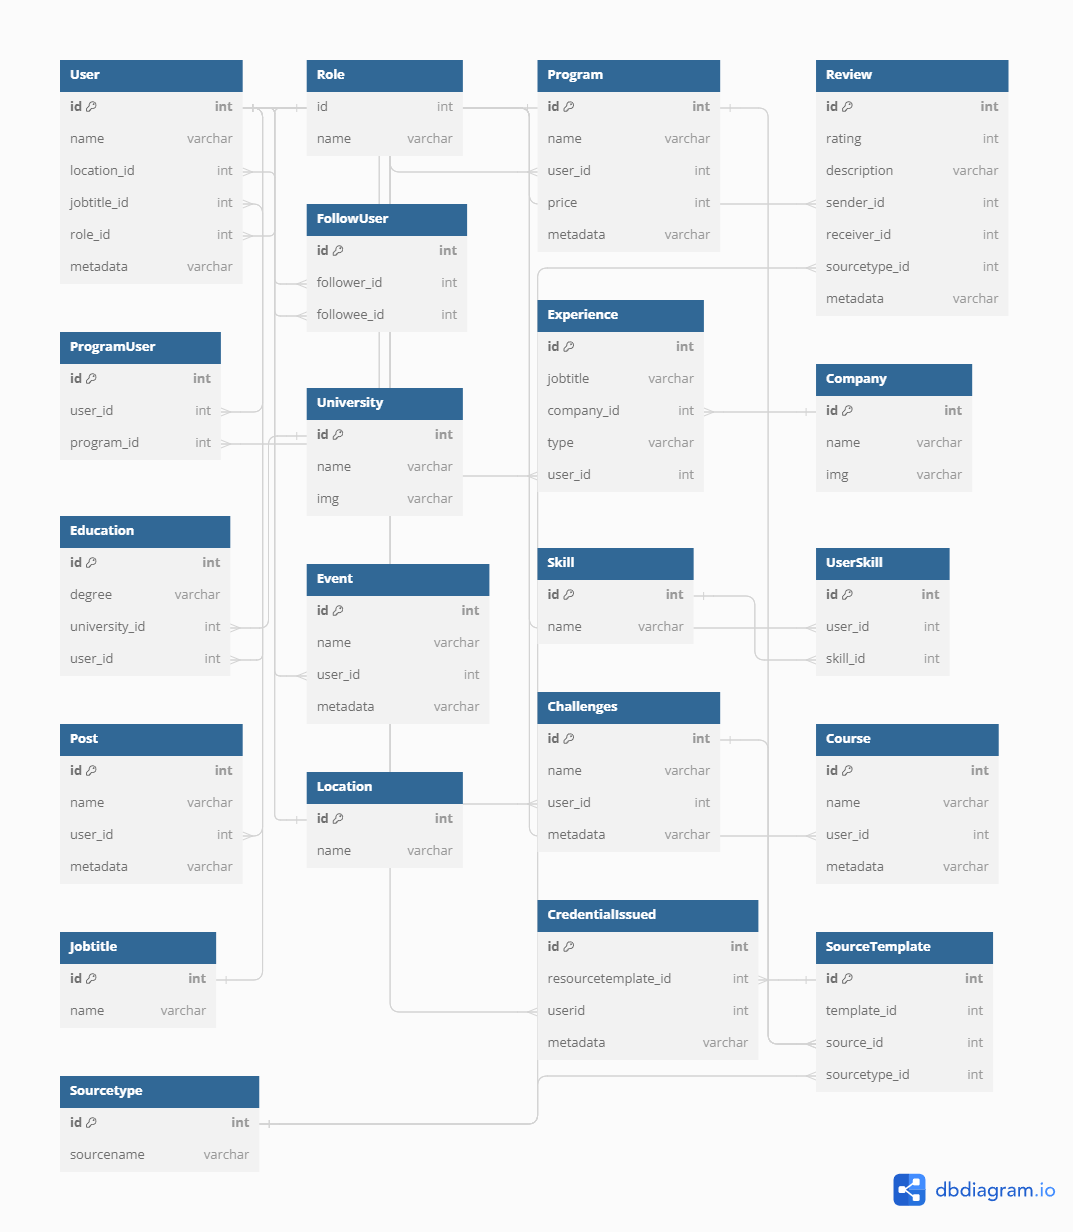 User
id int
name varchar
location_id int
jobtitle_id int
role_id int
metadata varchar
Role
id int
name varchar
Program
id int
name varchar
user_id int
price int
metadata varchar
Review
id int
rating int
description varchar
sender_id int
receiver_id int
sourcetype_id int
metadata varchar
FollowUser
id int
follower_id int
followee_id int
ProgramUser
id int
user_id int
program_id int
Experience
id int
jobtitle varchar
company_id int
type varchar
user_id int
Company
id int
name varchar
img varchar
University
id int
name varchar
img varchar
Education
id int
degree varchar
university_id int
user_id int
Event
id int
name varchar
user_id int
metadata varchar
Skill
id int
name varchar
UserSkill
id int
user_id int
skill_id int
Post
id int
name varchar
user_id int
metadata varchar
Location
id int
name varchar
Challenges
id int
name varchar
user_id int
metadata varchar
Course
id int
name varchar
user_id int
metadata varchar
Jobtitle
id int
name varchar
CredentialIssued
id int
resourcetemplate_id int
userid int
metadata varchar
SourceTemplate
id int
template_id int
source_id int
sourcetype_id int
Sourcetype
id int
sourcename varchar
dbdiagram.io